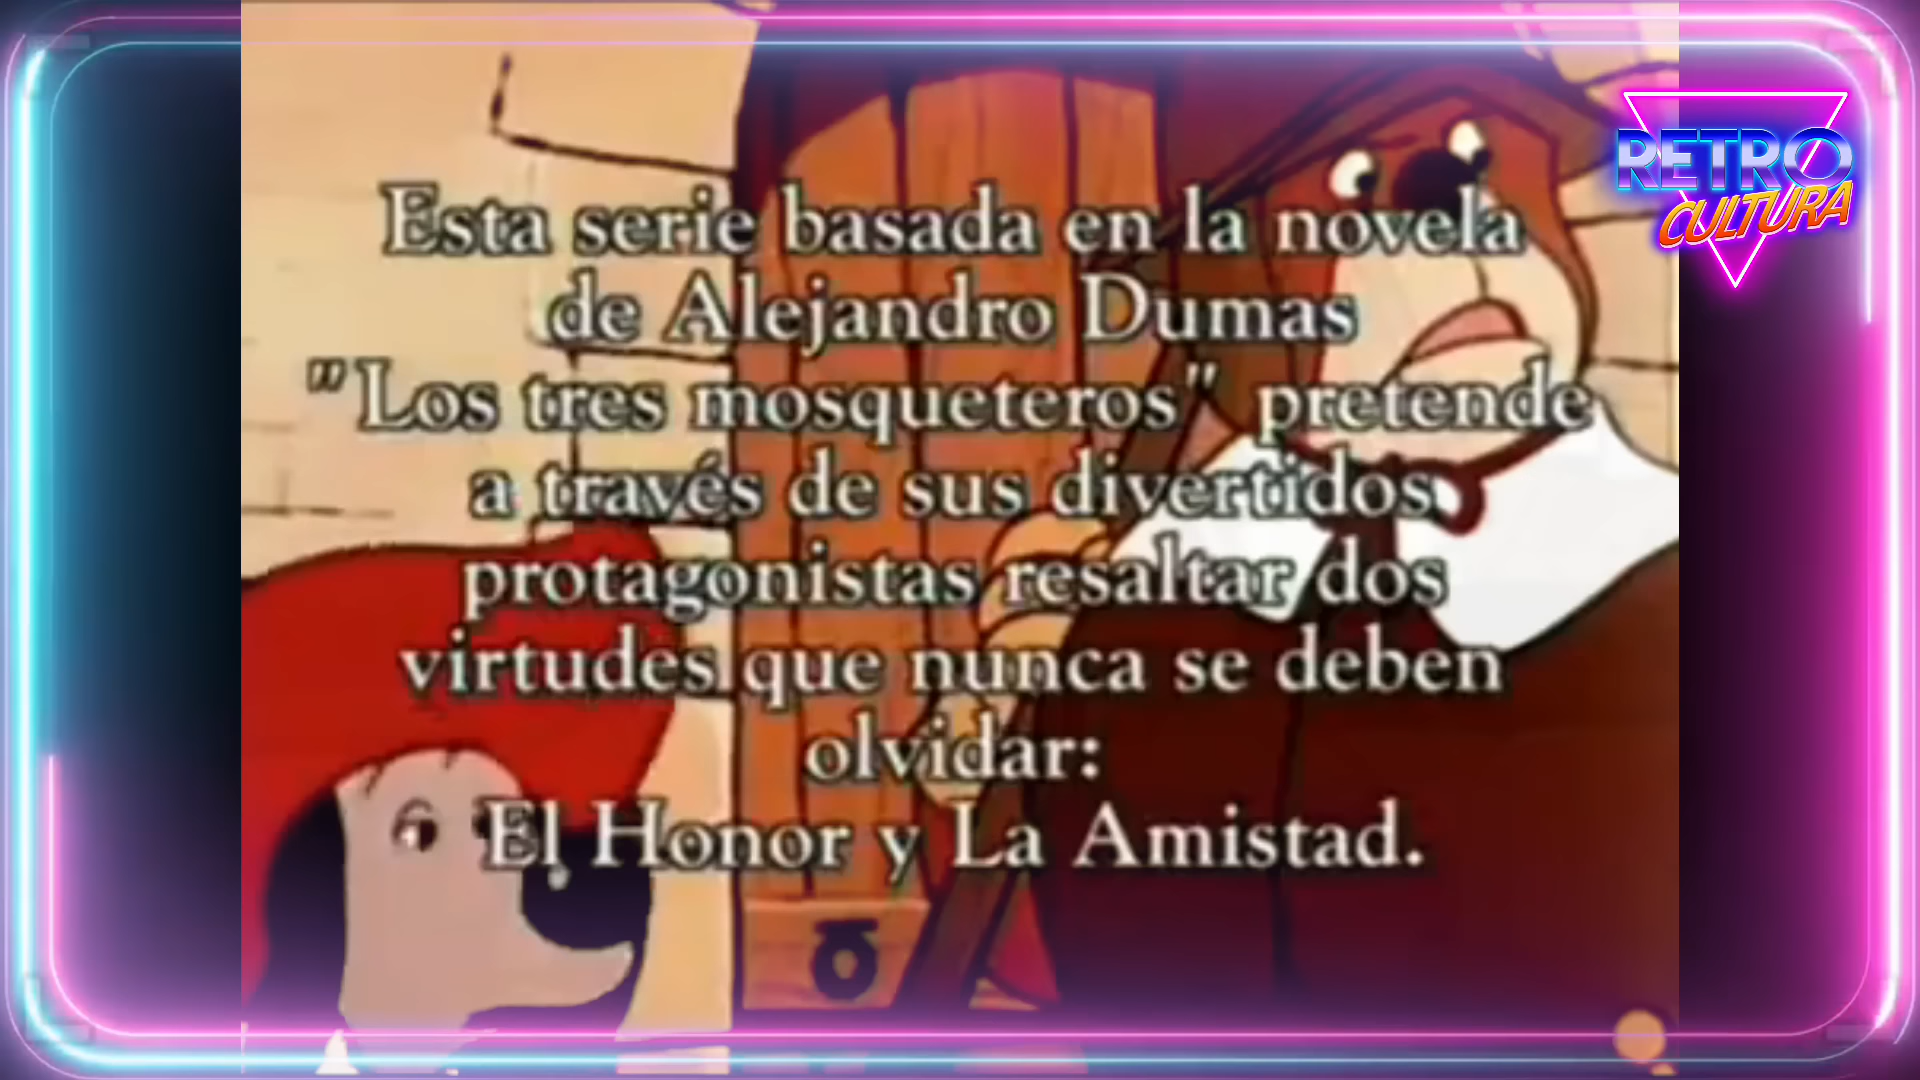 Esta serie basada en la novela
de Alejandro Dumas
"Los tres mosqueteros" pretende
a través de sus divertidos
protagonistas resaltar dos
virtudes que nunca se deben
olvidar:
El Honor y La Amistad.
RETRO
CULTURA